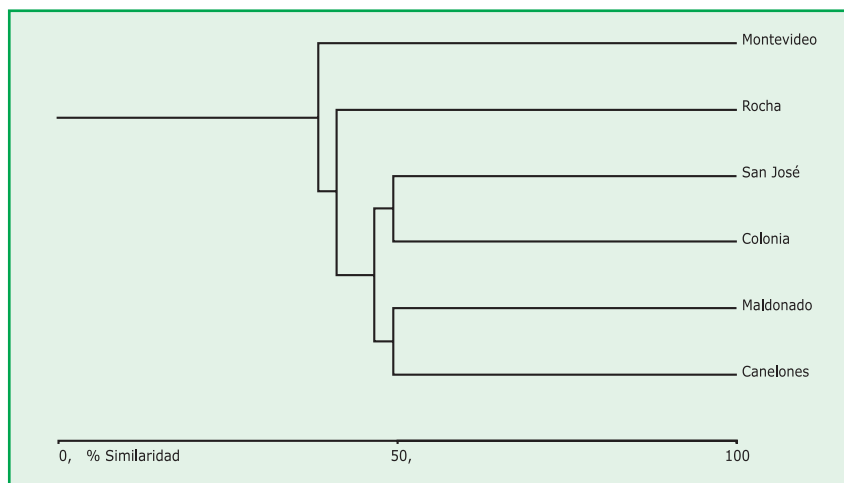 Montevideo
Rocha
San José
Colonia
Maldonado
Canelones
0, % Similaridad 50, 100